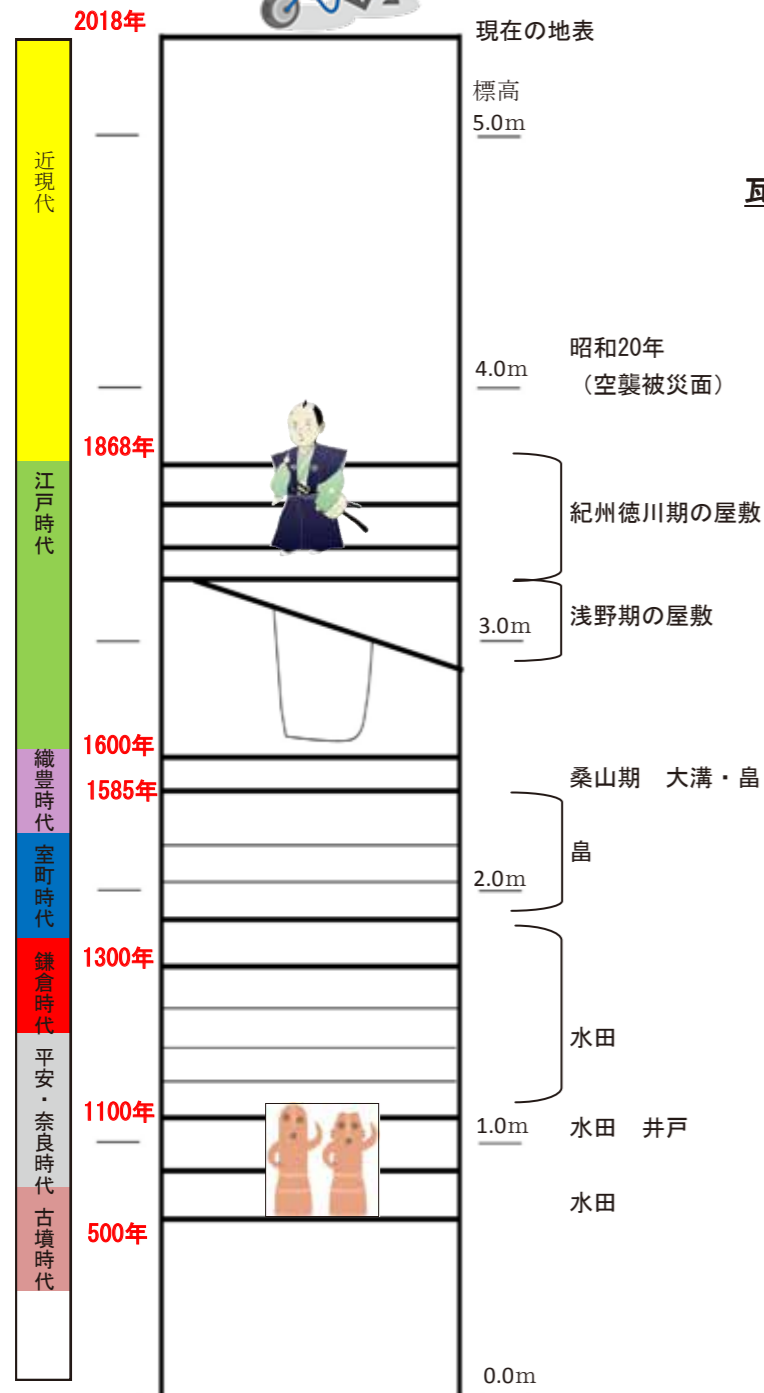 2018年
現在の地表
標高
5.0m
近現代
4.0m
昭和20年
（空襲被災面）
1868年
江戸時代
紀州徳川期の屋敷
浅野期の屋敷
3.0m
1600年
織豊時代
1585年
桑山期　大溝・畠
畠
室町時代
2.0m
1300年
鎌倉時代
水田
平安・奈良時代
1100年
1.0m
水田　井戸
水田
古墳時代
500年
0.0m